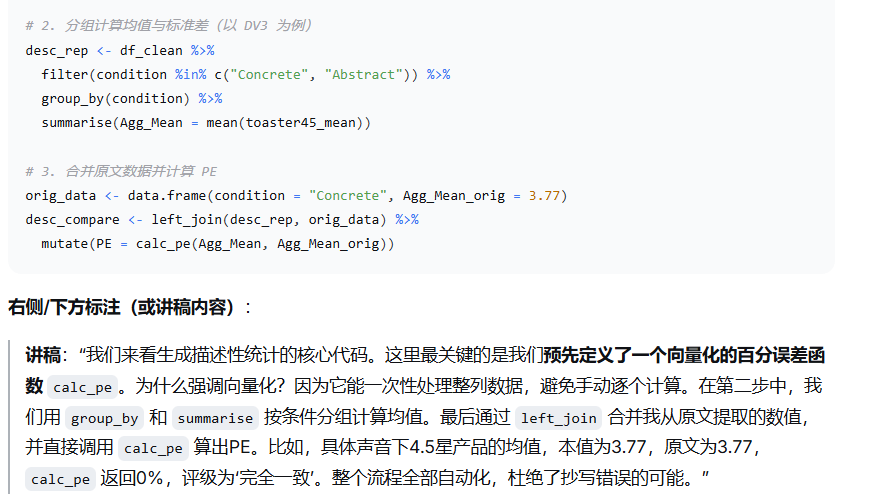 # 2. 分组计算均值与标准差（以 DV3 为例）
desc_rep <- df_clean %>%
  filter(condition %in% c("Concrete", "Abstract")) %>%
  group_by(condition) %>%
  summarise(Agg_Mean = mean(toaster45_mean))

# 3. 合并原文数据并计算 PE
orig_data <- data.frame(condition = "Concrete", Agg_Mean_orig = 3.77)
desc_compare <- left_join(desc_rep, orig_data) %>%
  mutate(PE = calc_pe(Agg_Mean, Agg_Mean_orig))

右侧/下方标注（或讲稿内容）：
讲稿：“我们来看生成描述性统计的核心代码。这里最关键的是我们预先定义了一个向量化的百分误差函
数 calc_pe 。为什么强调向量化？因为它能一次性处理整列数据，避免手动逐个计算。在第二步中，我
们用 group_by 和 summarise 按条件分组计算均值。最后通过 left_join 合并我从原文提取的数值，
并直接调用 calc_pe 算出PE。比如，具体声音下4.5星产品的均值，本值为3.77，原文为3.77，
calc_pe 返回0%，评级为‘完全一致’。整个流程全部自动化，杜绝了抄写错误的可能。”